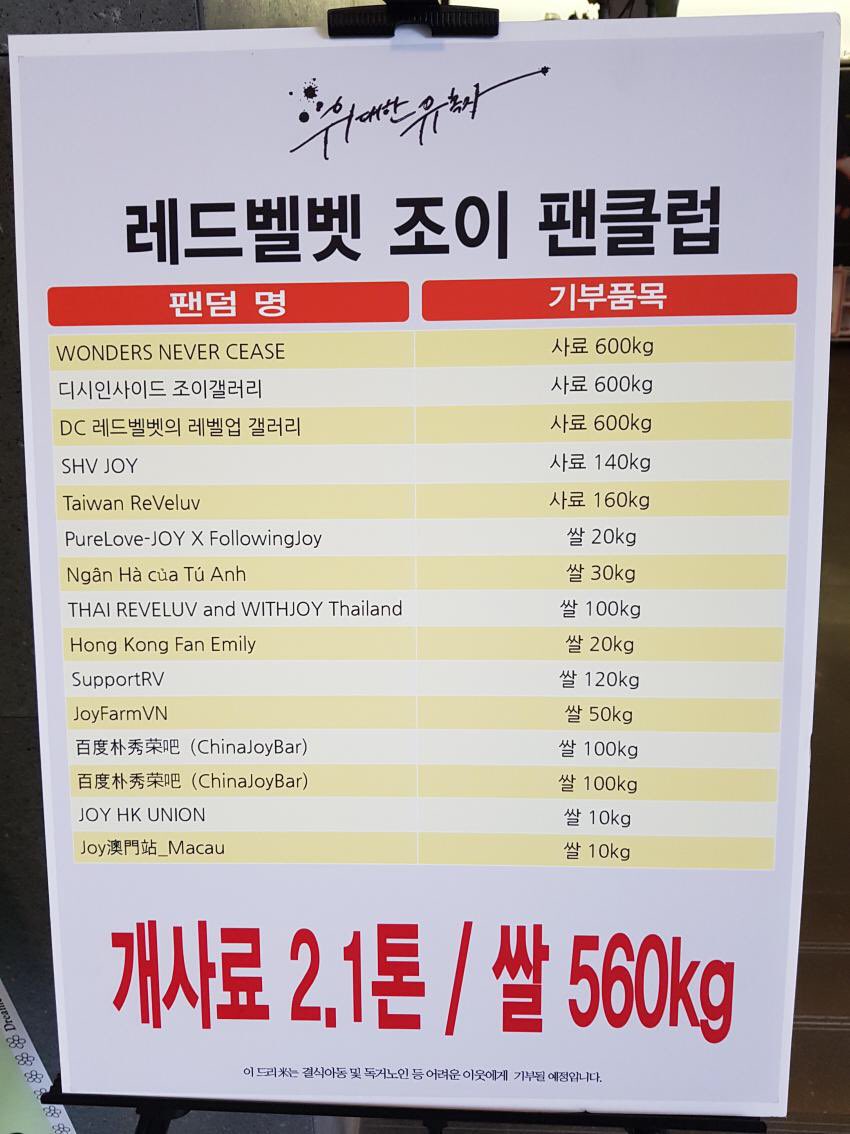 위대한 유혹자
레드벨벳 조이 팬클럽
팬덤 명 기부품목
WONDERS NEVER CEASE 사료 600kg
디시인사이드 조이갤러리 사료 600kg
DC 레드벨벳의 레벨업 갤러리 사료 600kg
SHV JOY 사료 140kg
Taiwan ReVeluv 사료 160kg
PureLove-JOY X FollowingJoy 쌀 20kg
Ngân Hà của Tú Anh 쌀 30kg
THAI REVELUV and WITHJOY Thailand 쌀 100kg
Hong Kong Fan Emily 쌀 20kg
SupportRV 쌀 120kg
JoyFarmVN 쌀 50kg
百度朴秀荣吧 (ChinaJoyBar) 쌀 100kg
百度朴秀荣吧 (ChinaJoyBar) 쌀 100kg
JOY HK UNION 쌀 10kg
Joy澳門站_Macau 쌀 10kg
개사료 2.1톤 / 쌀 560kg
이 드리米는 결식아동 및 독거노인 등 어려운 이웃에게 기부될 예정입니다.